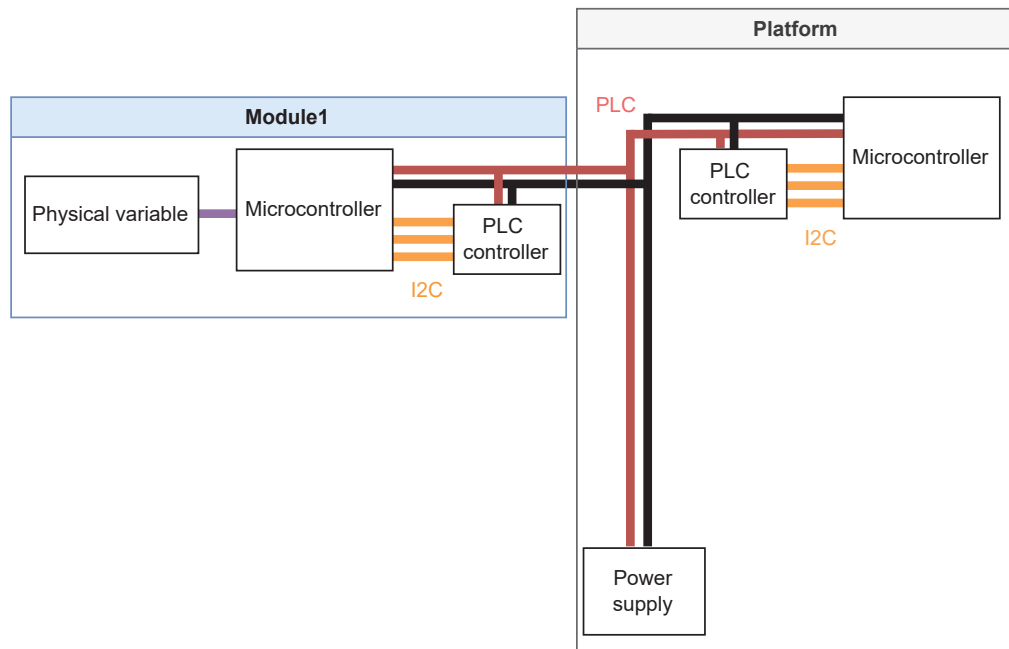 Platform
PLC
Module1
Physical variable
Microcontroller
PLC
controller
I2C
PLC
controller
Microcontroller
I2C
Power
supply